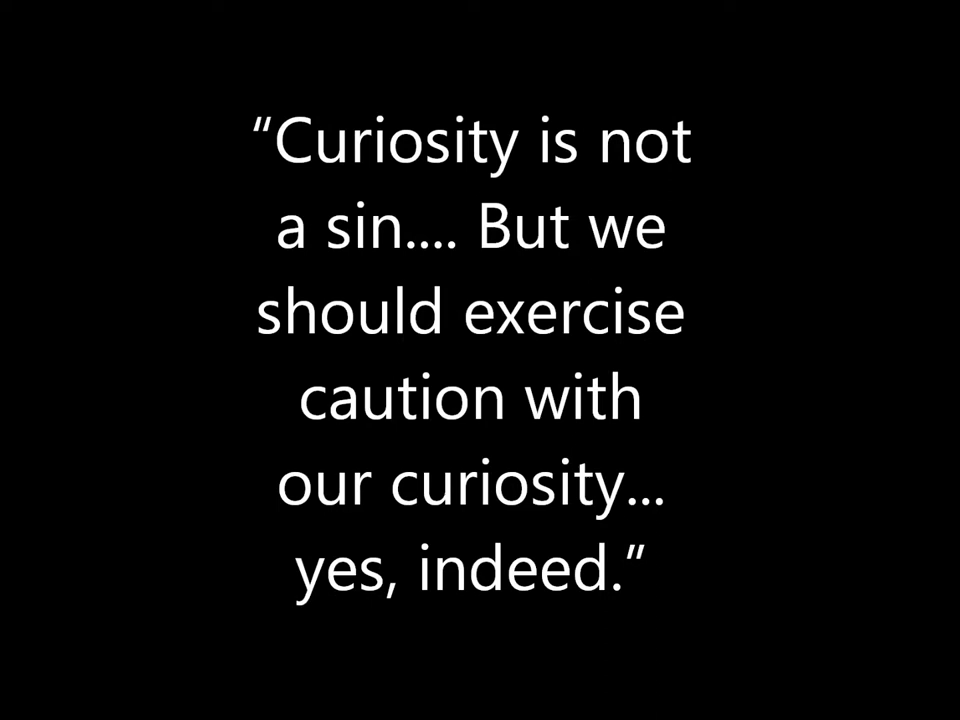 “Curiosity is not
a sin.... But we
should exercise
caution with
our curiosity...
yes, indeed.”